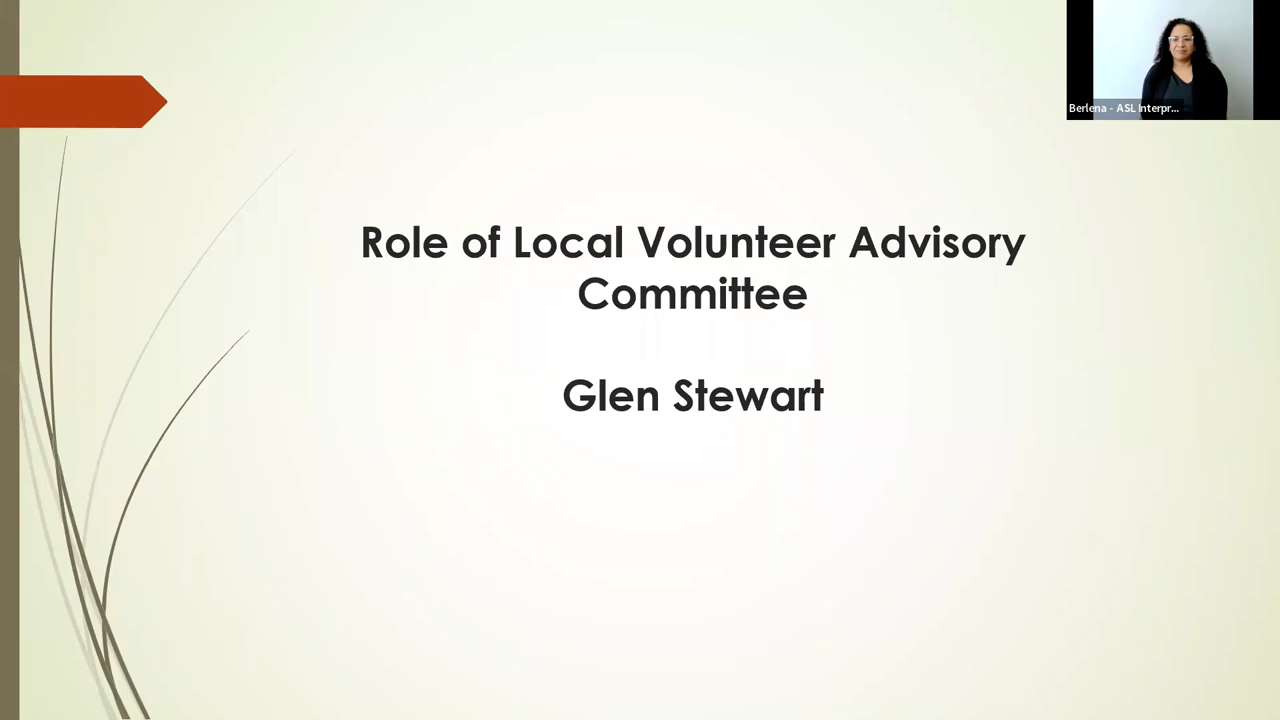 Berlena - ASL Interpr...
Role of Local Volunteer Advisory
Committee
Glen Stewart